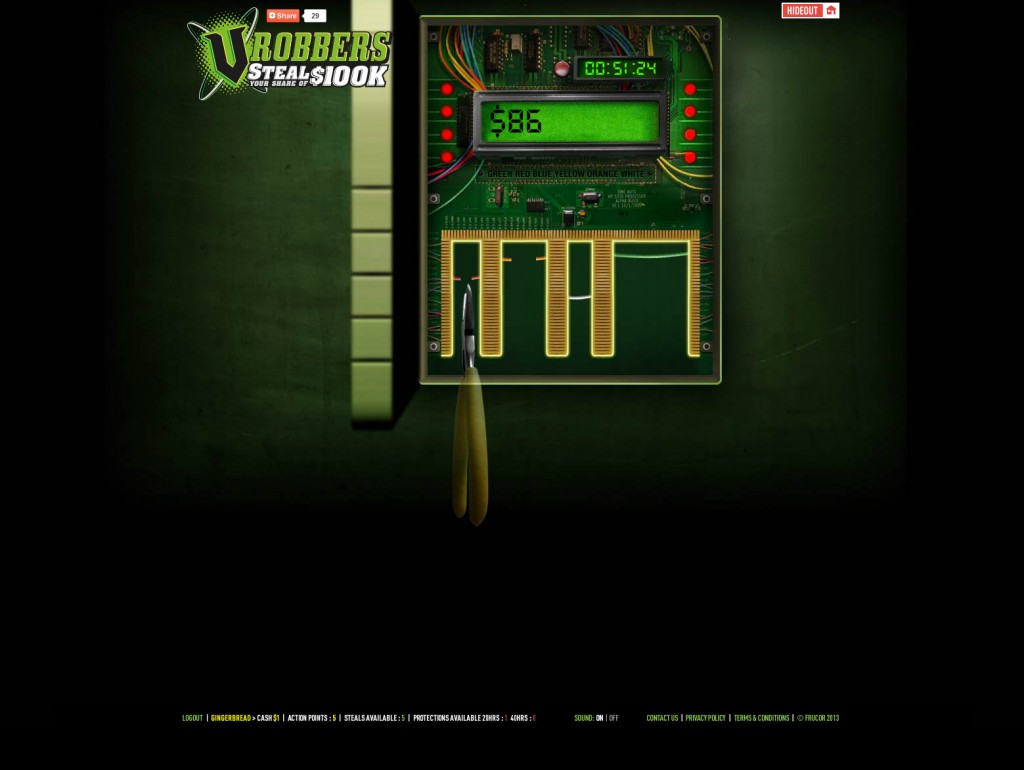 Share 29
HIDEOUT
V ROBBERS
STEAL $100K
YOUR SHARE OF
00:51:24
$86
GREEN RED BLUE YELLOW ORANGE WHITE
LOGOUT | GINGERBREAD > CASH $1 | ACTION POINTS : 5 | STEALS AVAILABLE : 5 | PROTECTIONS AVAILABLE 20HRS : 1 40HRS : 0
SOUND: ON | OFF
CONTACT US | PRIVACY POLICY | TERMS & CONDITIONS | © FRUCOR 2013